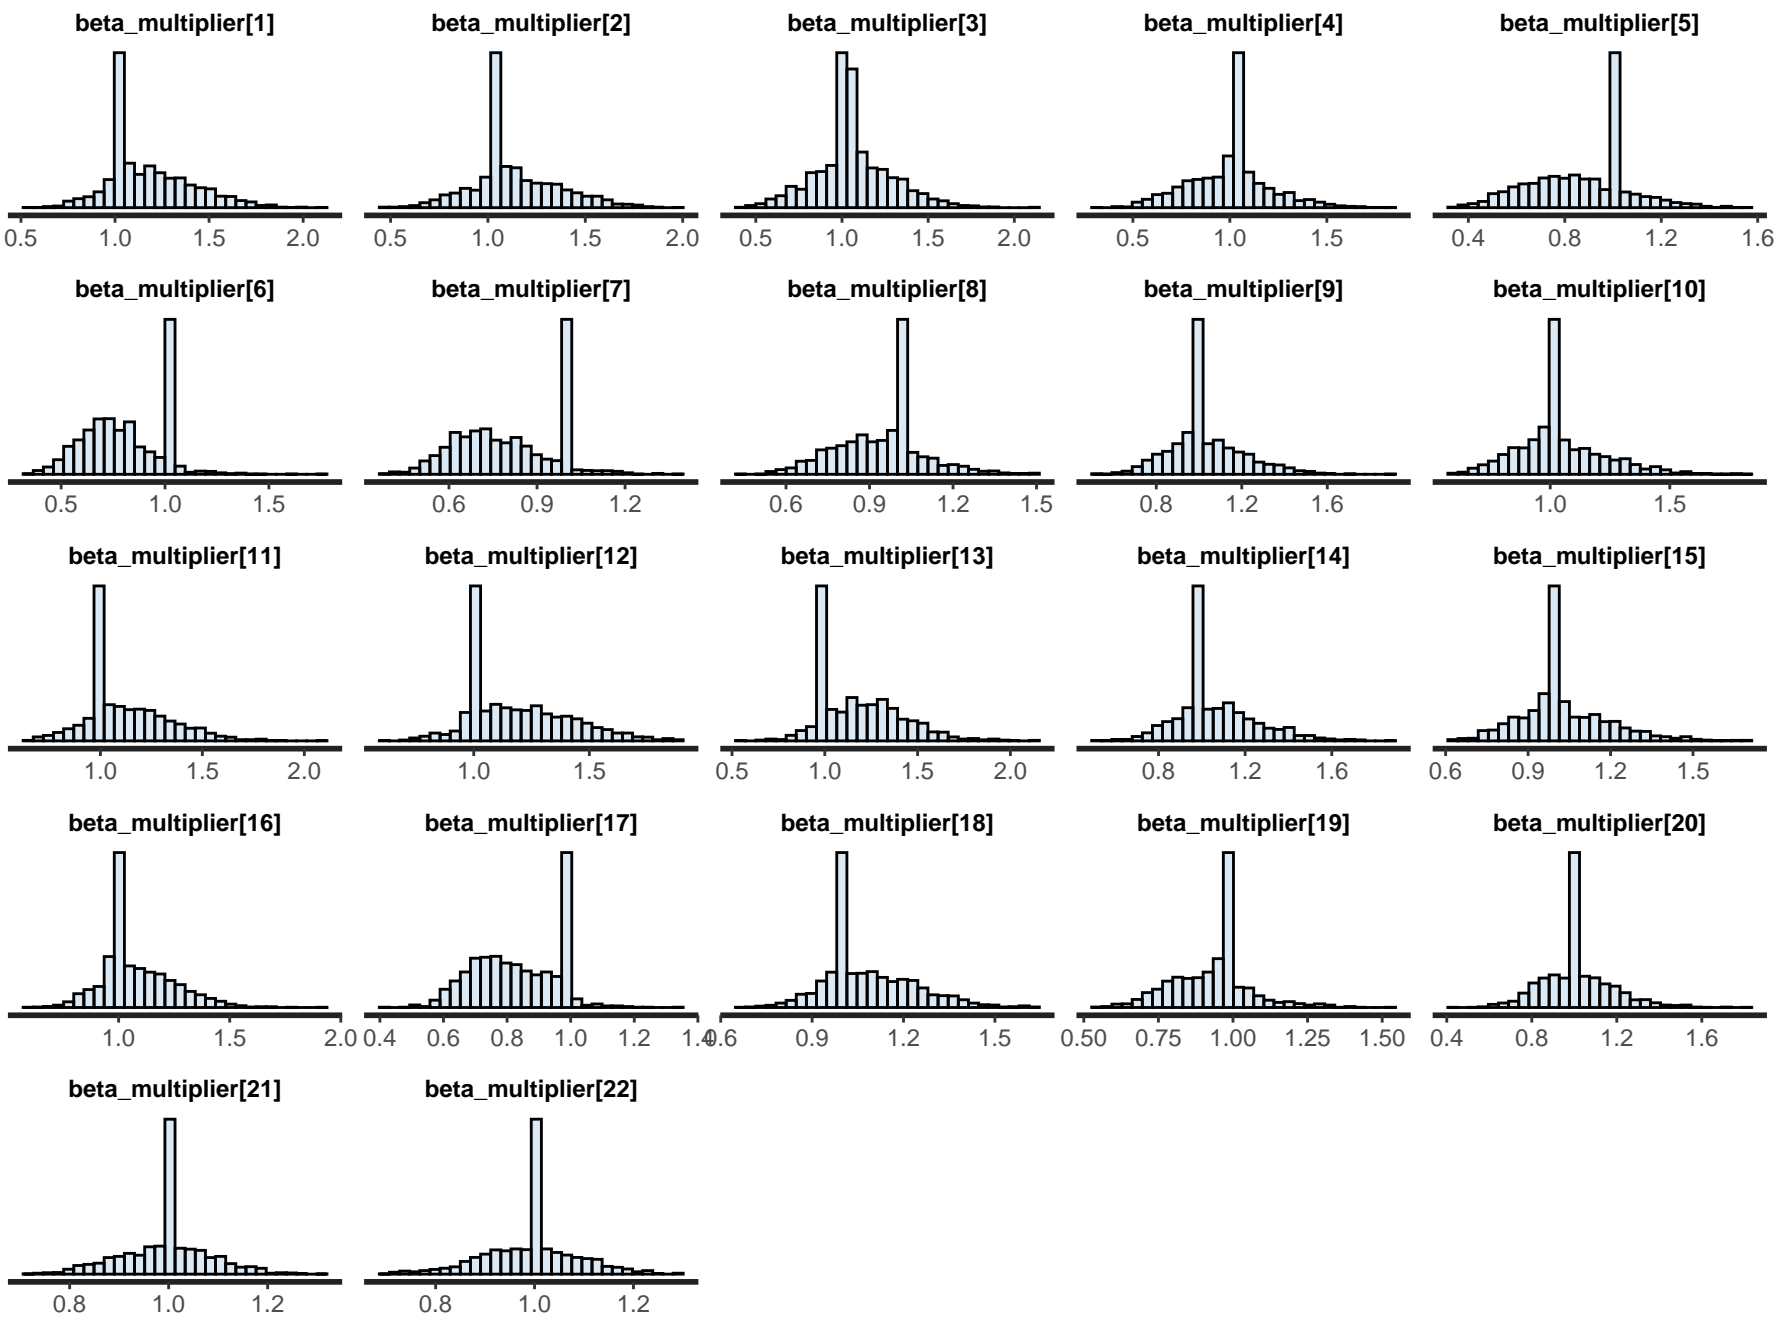 beta_multiplier[1] beta_multiplier[2] beta_multiplier[3] beta_multiplier[4] beta_multiplier[5]
0.5 1.0 1.5 2.0 0.5 1.0 1.5 2.0 0.5 1.0 1.5 2.0 0.5 1.0 1.5 0.4 0.8 1.2 1.6
beta_multiplier[6] beta_multiplier[7] beta_multiplier[8] beta_multiplier[9] beta_multiplier[10]
0.5 1.0 1.5 0.6 0.9 1.2 0.6 0.9 1.2 1.5 0.8 1.2 1.6 1.0 1.5
beta_multiplier[11] beta_multiplier[12] beta_multiplier[13] beta_multiplier[14] beta_multiplier[15]
1.0 1.5 2.0 1.0 1.5 0.5 1.0 1.5 2.0 0.8 1.2 1.6 0.6 0.9 1.2 1.5
beta_multiplier[16] beta_multiplier[17] beta_multiplier[18] beta_multiplier[19] beta_multiplier[20]
1.0 1.5 2.0 0.4 0.6 0.8 1.0 1.2 1.4 0.6 0.9 1.2 1.5 0.50 0.75 1.00 1.25 1.50 0.4 0.8 1.2 1.6
beta_multiplier[21] beta_multiplier[22]
0.8 1.0 1.2 0.8 1.0 1.2